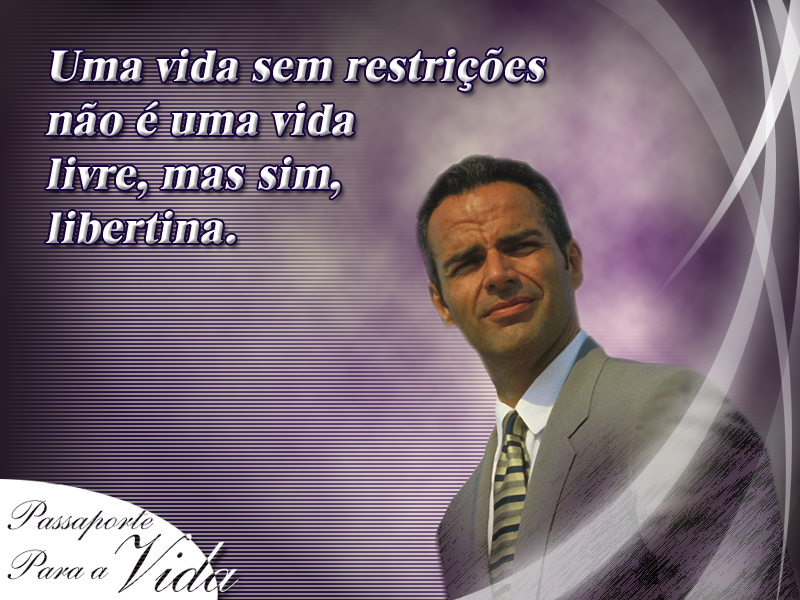 Uma vida sem restrições
não é uma vida
livre, mas sim,
libertina.
Passaporte
Para a Vida